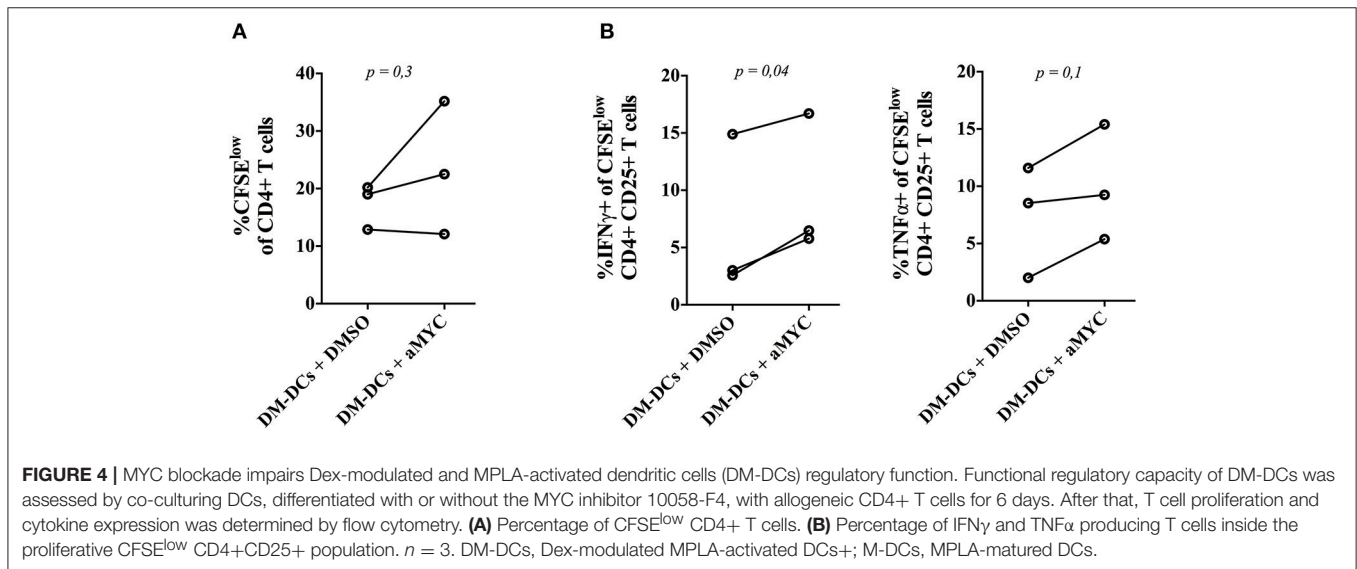 A
B
p = 0,3
p = 0,04
p = 0,1
%CFSE^low
of CD4+ T cells
40
30
20
10
0
DM-DCs + DMSO
DM-DCs + aMYC
%IFNγ+ of CFSE^low
CD4+ CD25+ T cells
20
15
10
5
0
DM-DCs + DMSO
DM-DCs + aMYC
%TNFα+ of CFSE^low
CD4+ CD25+ T cells
20
15
10
5
0
DM-DCs + DMSO
DM-DCs + aMYC
FIGURE 4 | MYC blockade impairs Dex-modulated and MPLA-activated dendritic cells (DM-DCs) regulatory function. Functional regulatory capacity of DM-DCs was
assessed by co-culturing DCs, differentiated with or without the MYC inhibitor 10058-F4, with allogeneic CD4+ T cells for 6 days. After that, T cell proliferation and
cytokine expression was determined by flow cytometry. (A) Percentage of CFSE^low CD4+ T cells. (B) Percentage of IFNγ and TNFα producing T cells inside the
proliferative CFSE^low CD4+CD25+ population. n = 3. DM-DCs, Dex-modulated MPLA-activated DCs+; M-DCs, MPLA-matured DCs.